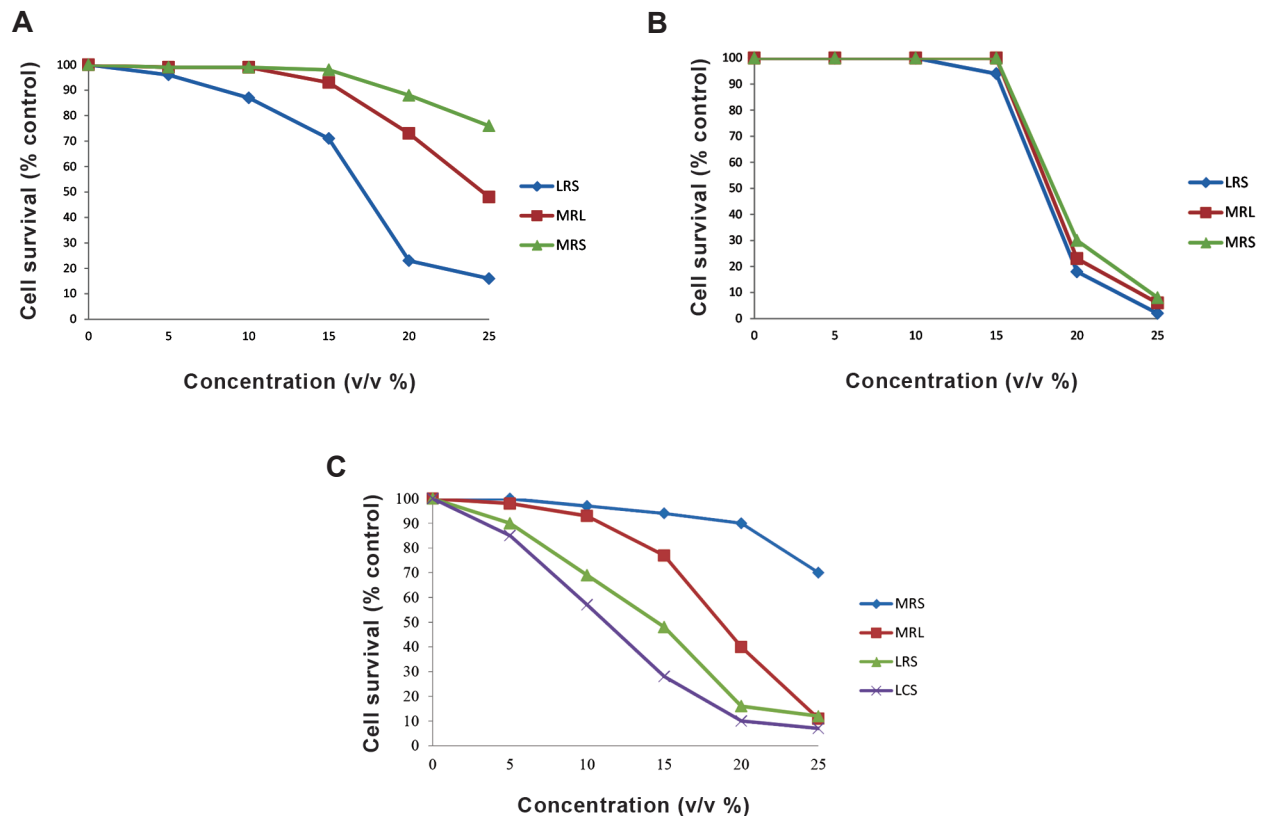 A
Cell survival (% control)
100
90
80
70
60
50
40
30
20
10
0
0 5 10 15 20 25
Concentration (v/v %)
LRS
MRL
MRS
B
Cell survival (% control)
100
90
80
70
60
50
40
30
20
10
0
0 5 10 15 20 25
Concentration (v/v %)
LRS
MRL
MRS
C
Cell survival (% control)
100
90
80
70
60
50
40
30
20
10
0
0 5 10 15 20 25
Concentration (v/v %)
MRS
MRL
LRS
LCS